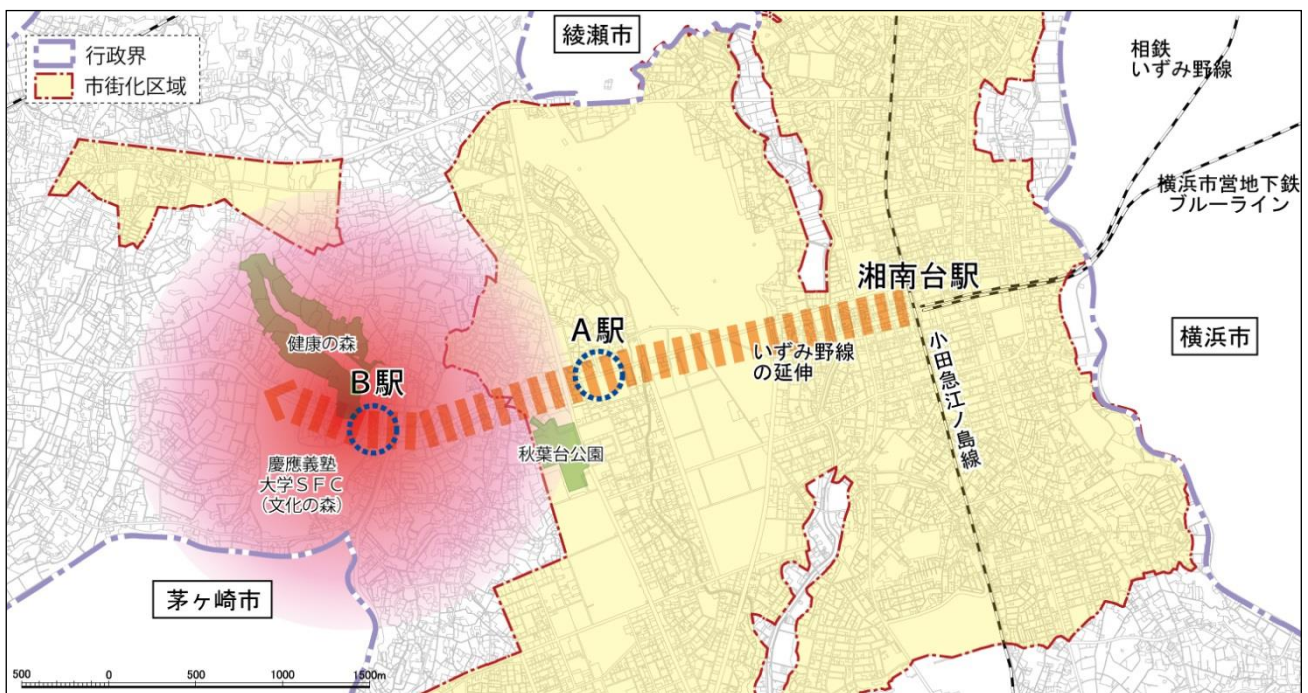 行政界
市街化区域
綾瀬市
相鉄
いずみ野線
横浜市営地下鉄
ブルーライン
湘南台駅
A駅
いずみ野線
の延伸
小田急江ノ島線
横浜市
健康の森
B駅
秋葉台公園
慶應義塾
大学SFC
(文化の森)
茅ヶ崎市
500 0 500 1000 1500m